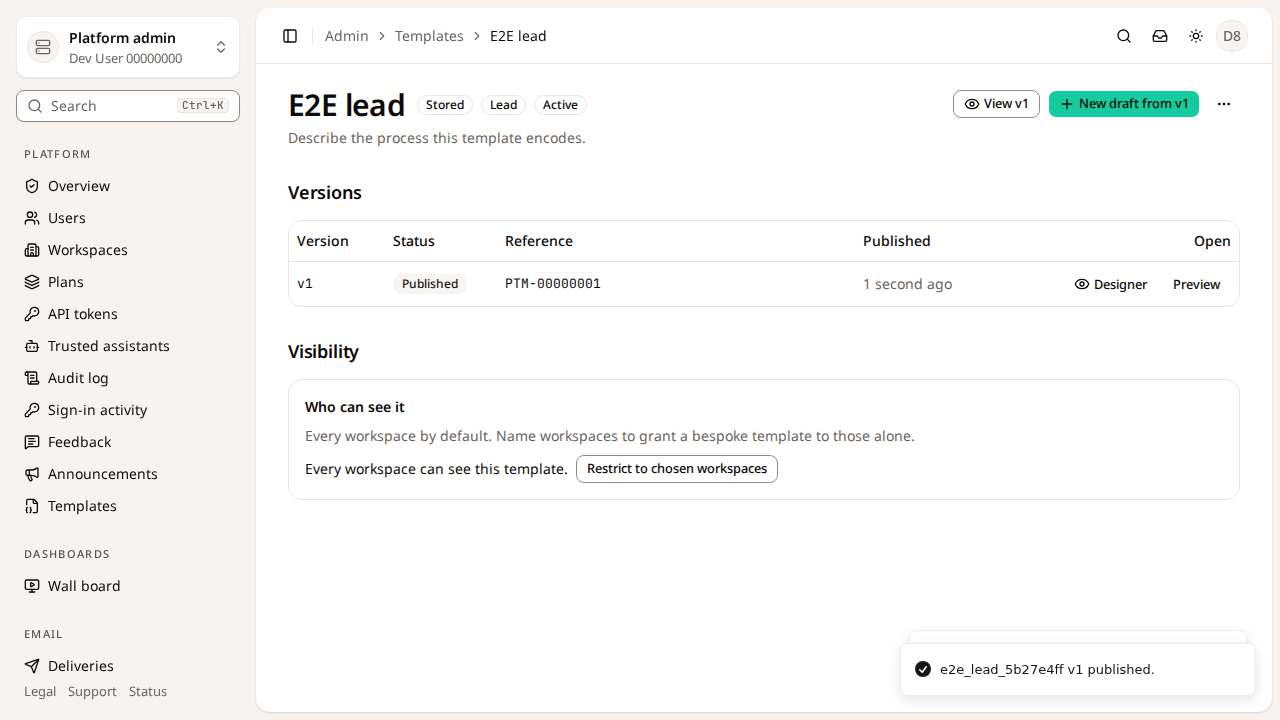 Platform admin
Dev User 00000000
Search Ctrl+K
PLATFORM
Overview
Users
Workspaces
Plans
API tokens
Trusted assistants
Audit log
Sign-in activity
Feedback
Announcements
Templates
DASHBOARDS
Wall board
EMAIL
Deliveries
Legal Support Status
Admin Templates E2E lead D8
E2E lead Stored Lead Active View v1 New draft from v1
Describe the process this template encodes.
Versions
Version Status Reference Published Open
v1 Published PTM-00000001 1 second ago Designer Preview
Visibility
Who can see it
Every workspace by default. Name workspaces to grant a bespoke template to those alone.
Every workspace can see this template. Restrict to chosen workspaces
e2e_lead_5b27e4ff v1 published.